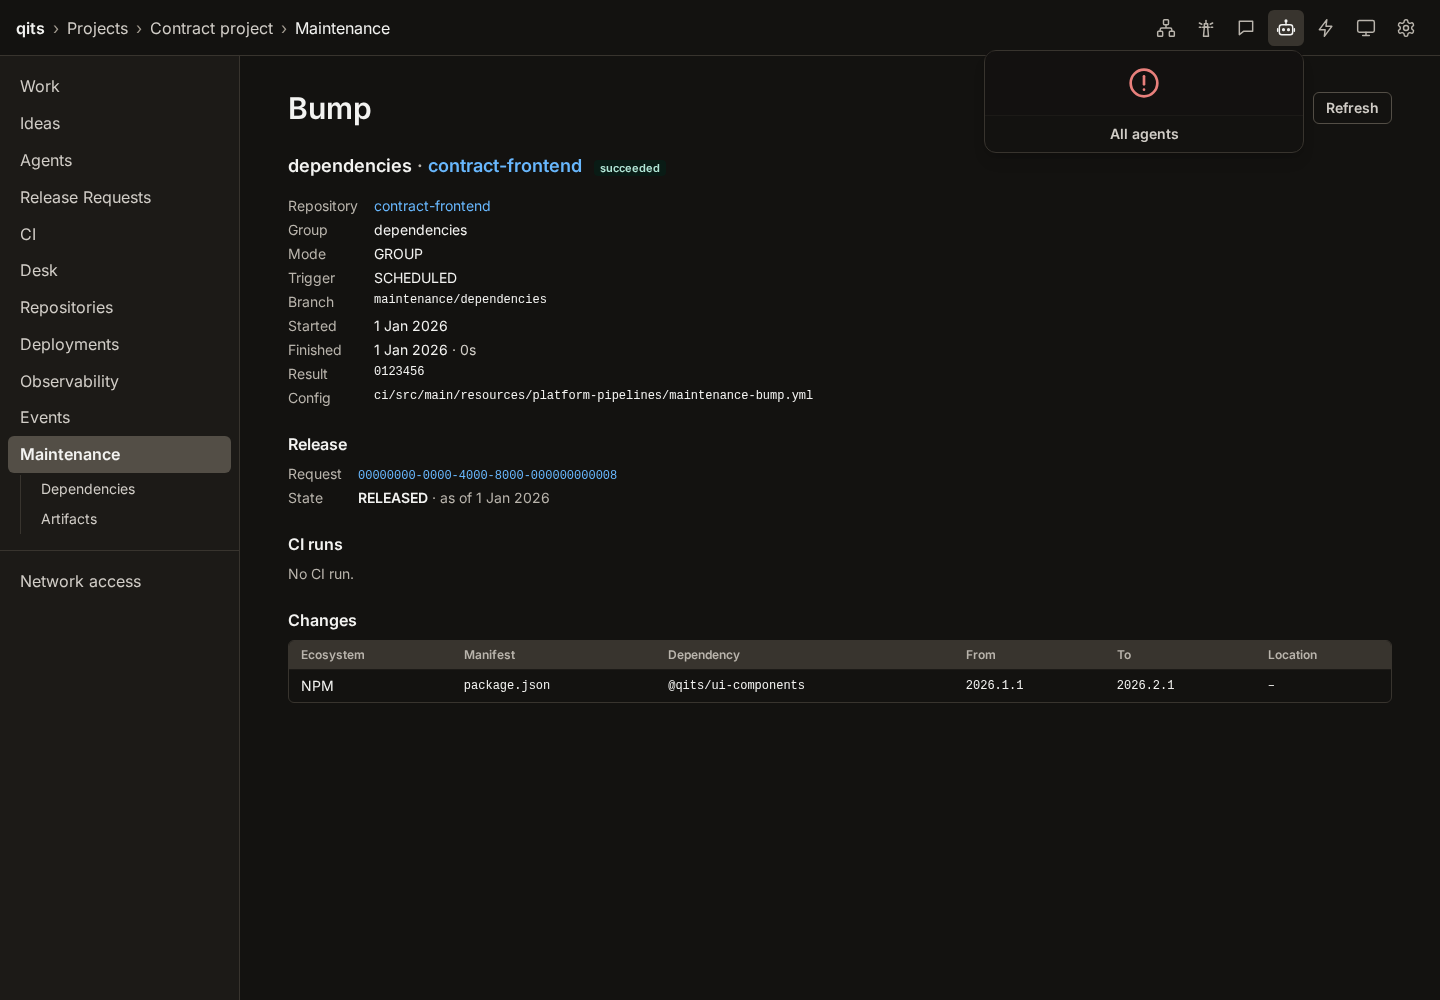 qits › Projects › Contract project › Maintenance
All agents
Work
Ideas
Agents
Release Requests
CI
Desk
Repositories
Deployments
Observability
Events
Maintenance
Dependencies
Artifacts
Network access
Bump
Refresh
dependencies · contract-frontend succeeded
Repository contract-frontend
Group dependencies
Mode GROUP
Trigger SCHEDULED
Branch maintenance/dependencies
Started 1 Jan 2026
Finished 1 Jan 2026 · 0s
Result 0123456
Config ci/src/main/resources/platform-pipelines/maintenance-bump.yml
Release
Request 00000000-0000-4000-8000-000000000008
State RELEASED · as of 1 Jan 2026
CI runs
No CI run.
Changes
Ecosystem Manifest Dependency From To Location
NPM package.json @qits/ui-components 2026.1.1 2026.2.1 –